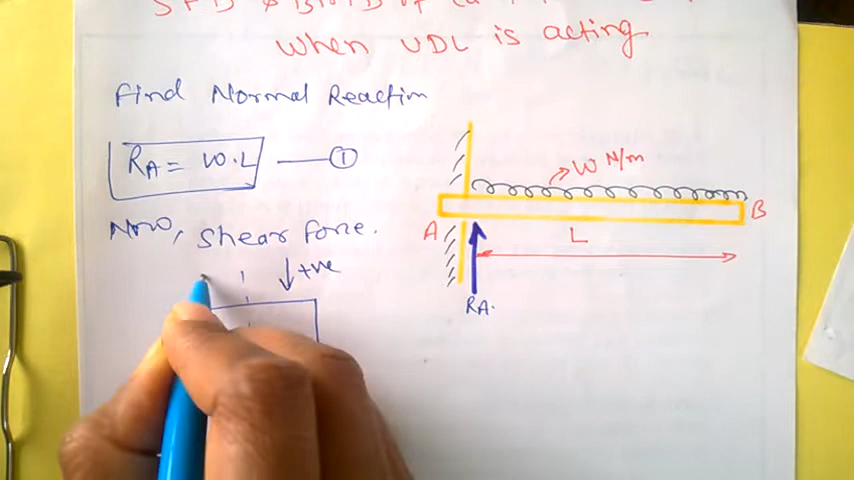 when UDL is acting
Find Normal Reaction
RA = W.L ——— ①
W N/m
Now, Shear force.
A
B
L
↓+ve
RA.